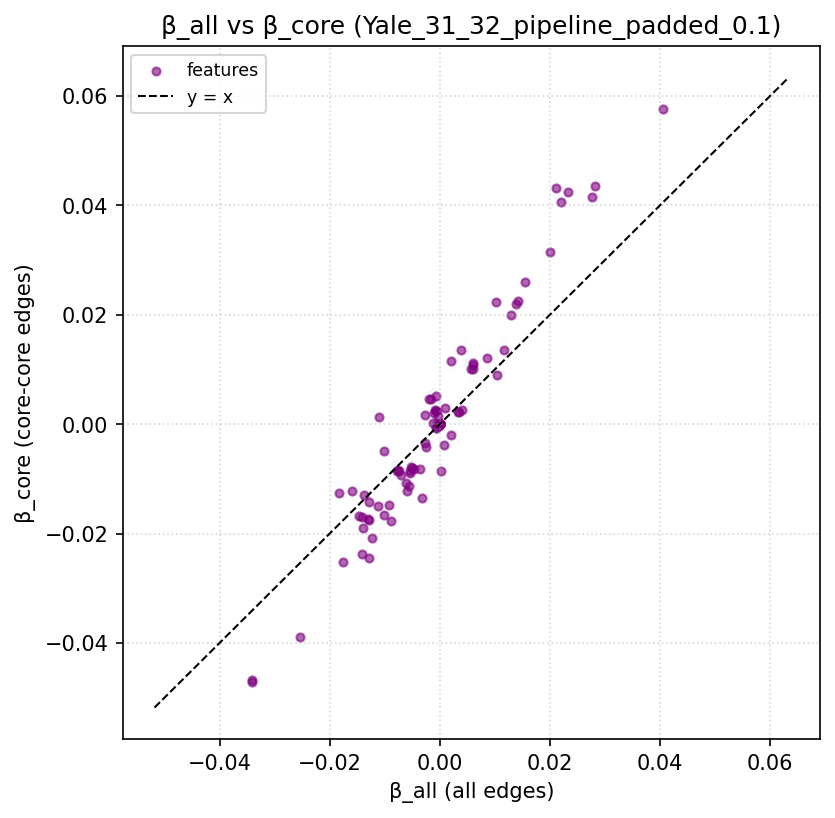 β_all vs β_core (Yale_31_32_pipeline_padded_0.1)
features
y = x
0.06
0.04
0.02
0.00
−0.02
−0.04
β_core (core-core edges)
−0.04
−0.02
0.00
0.02
0.04
0.06
β_all (all edges)